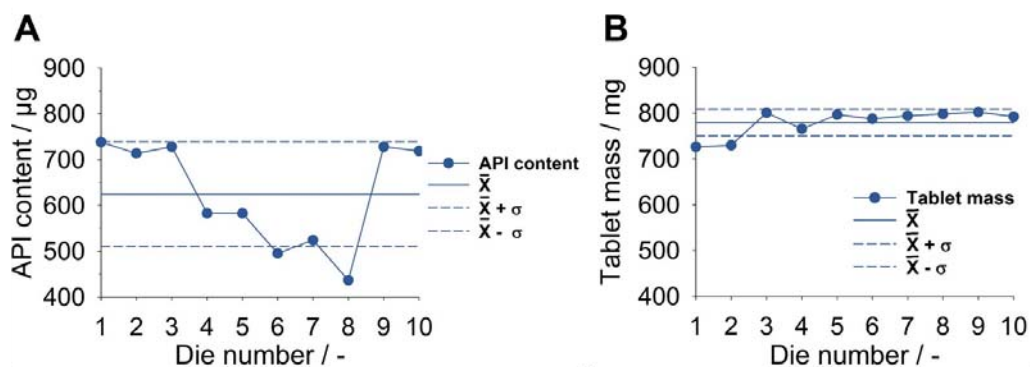 A
900
800
700
600
500
400
API content / µg
1 2 3 4 5 6 7 8 9 10
Die number / -
API content
X̅
X̅ + σ
X̅ - σ
B
900
800
700
600
500
400
Tablet mass / mg
1 2 3 4 5 6 7 8 9 10
Die number / -
Tablet mass
X̅
X̅ + σ
X̅ - σ